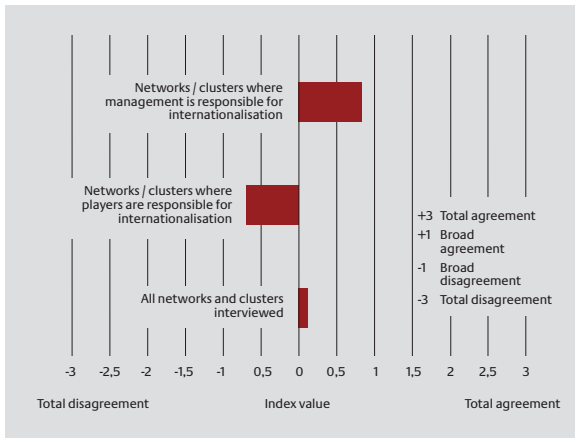 Networks / clusters where
management is responsible for
internationalisation
Networks / clusters where
players are responsible for
internationalisation
All networks and clusters
interviewed
+3 Total agreement
+1 Broad
agreement
-1 Broad
disagreement
-3 Total disagreement
-3 -2,5 -2 -1,5 -1 0,5 0 0,5 1 1,5 2 2,5 3
Total disagreement Index value Total agreement